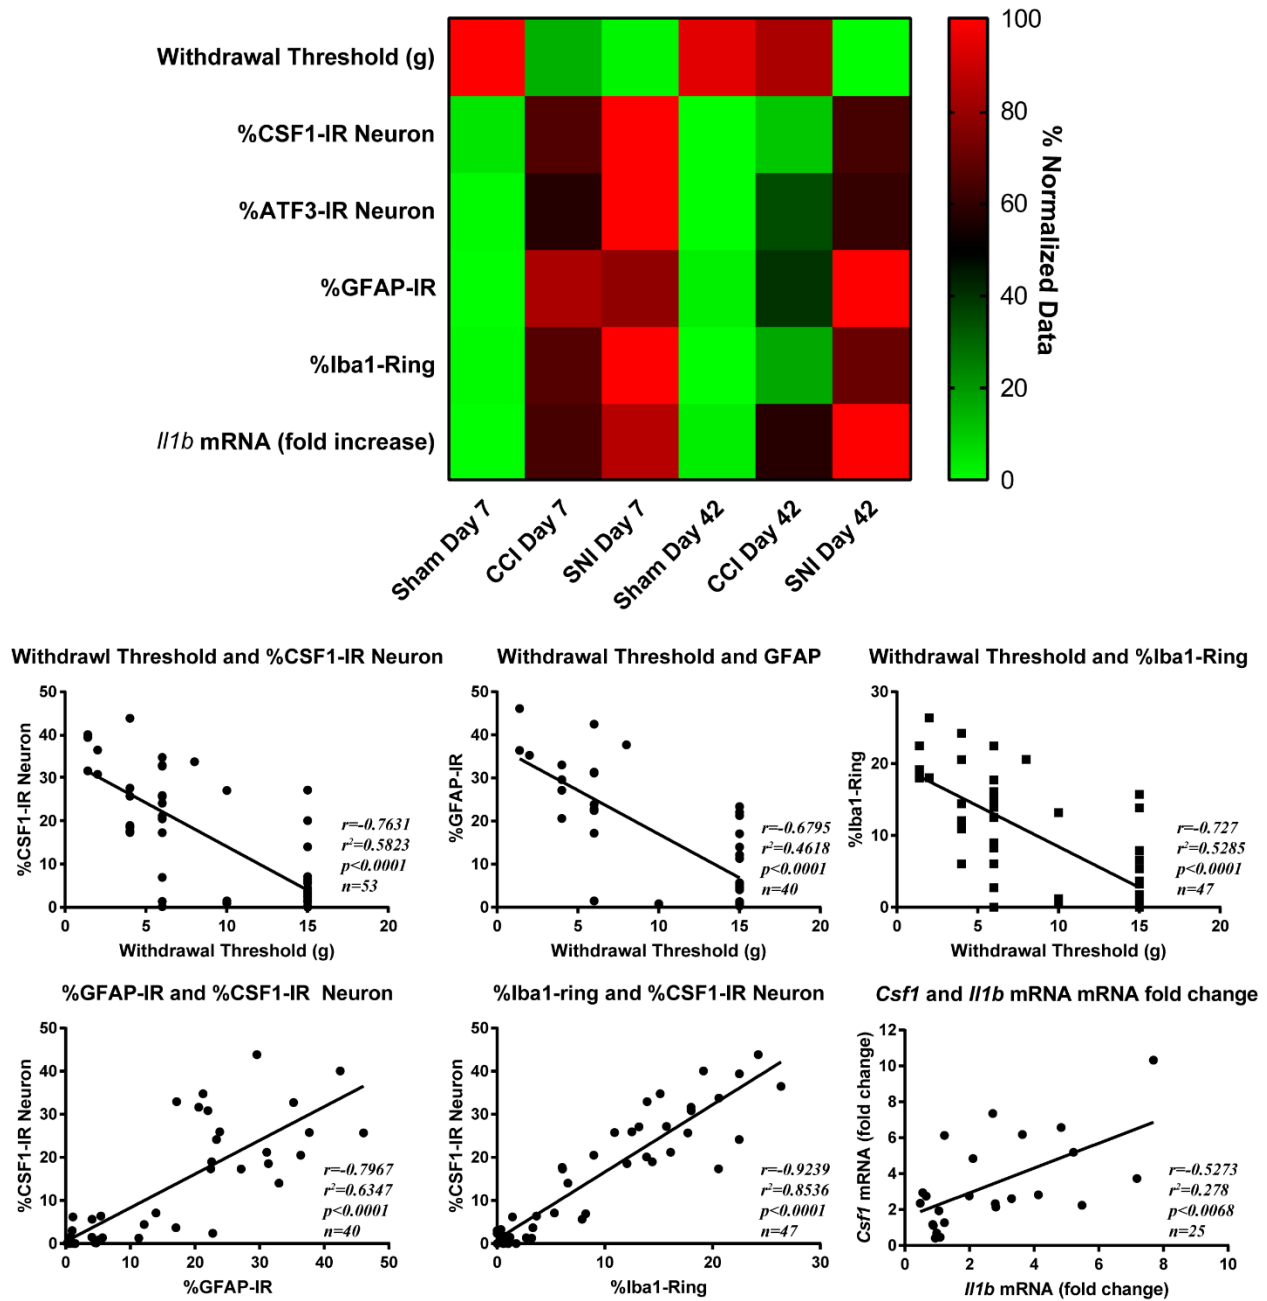 Withdrawal Threshold (g)
%CSF1-IR Neuron
%ATF3-IR Neuron
%GFAP-IR
%Iba1-Ring
Il1b mRNA (fold increase)
Sham Day 7
CCI Day 7
SNI Day 7
Sham Day 42
CCI Day 42
SNI Day 42
100
80
60
40
20
0
% Normalized Data
Withdrawl Threshold and %CSF1-IR Neuron
%CSF1-IR Neuron
50
40
30
20
10
0
r=-0.7631
r²=0.5823
p<0.0001
n=53
0 5 10 15 20
Withdrawal Threshold (g)
Withdrawal Threshold and GFAP
%GFAP-IR
50
40
30
20
10
0
r=-0.6795
r²=0.4618
p<0.0001
n=40
0 5 10 15 20
Withdrawal Threshold (g)
Withdrawal Threshold and %Iba1-Ring
%Iba1-Ring
30
20
10
0
r=-0.727
r²=0.5285
p<0.0001
n=47
0 5 10 15 20
Withdrawal Threshold (g)
%GFAP-IR and %CSF1-IR Neuron
%CSF1-IR Neuron
50
40
30
20
10
0
r=-0.7967
r²=0.6347
p<0.0001
n=40
0 10 20 30 40 50
%GFAP-IR
%Iba1-ring and %CSF1-IR Neuron
%CSF1-IR Neuron
50
40
30
20
10
0
r=-0.9239
r²=0.8536
p<0.0001
n=47
0 10 20 30
%Iba1-Ring
Csf1 and Il1b mRNA mRNA fold change
Csf1 mRNA (fold change)
12
10
8
6
4
2
0
r=-0.5273
r²=0.278
p<0.0068
n=25
0 2 4 6 8 10
Il1b mRNA (fold change)